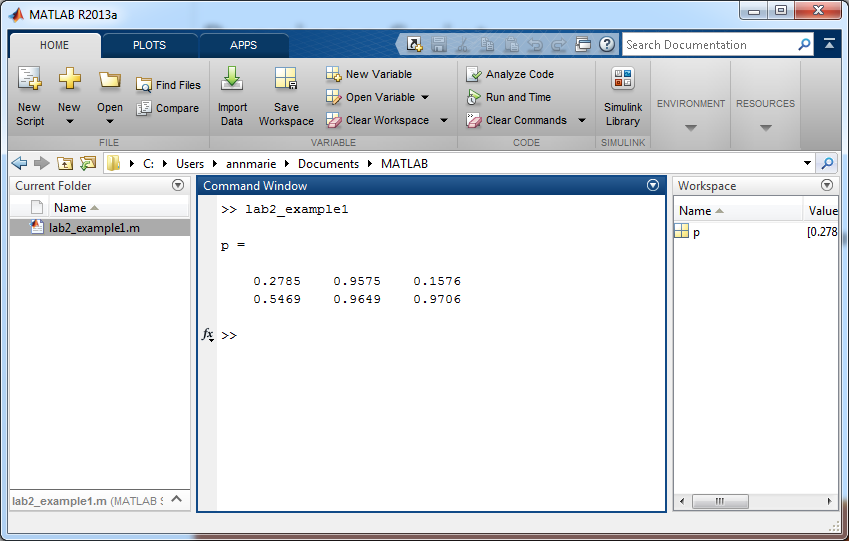 MATLAB R2013a
HOME PLOTS APPS Search Documentation
New Script
New
Open
Find Files
Compare
FILE
Import Data
Save Workspace
New Variable
Open Variable
Clear Workspace
VARIABLE
Analyze Code
Run and Time
Clear Commands
CODE
Simulink Library
SIMULINK
ENVIRONMENT
RESOURCES
C: Users annmarie Documents MATLAB
Current Folder
Name
lab2_example1.m
lab2_example1.m (MATLAB S
Command Window
>> lab2_example1
p =
0.2785 0.9575 0.1576
0.5469 0.9649 0.9706
fx >>
Workspace
Name Value
p [0.278